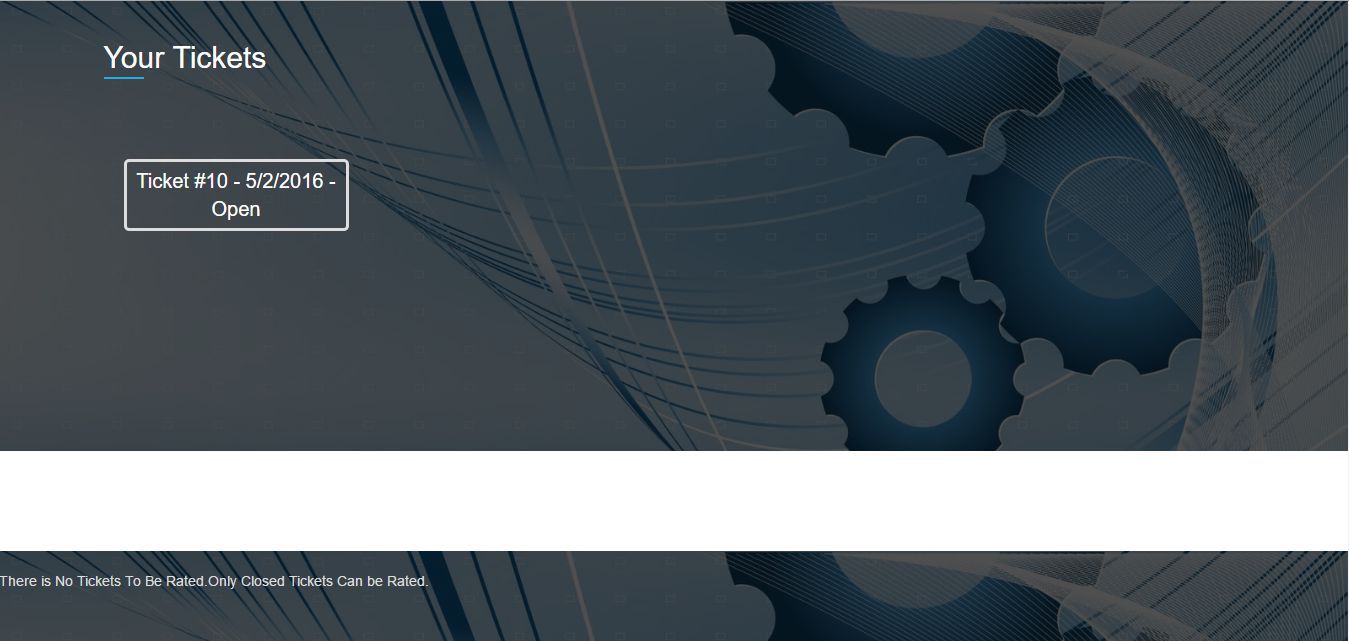 Your Tickets
Ticket #10 - 5/2/2016 -
Open
There is No Tickets To Be Rated.Only Closed Tickets Can be Rated.